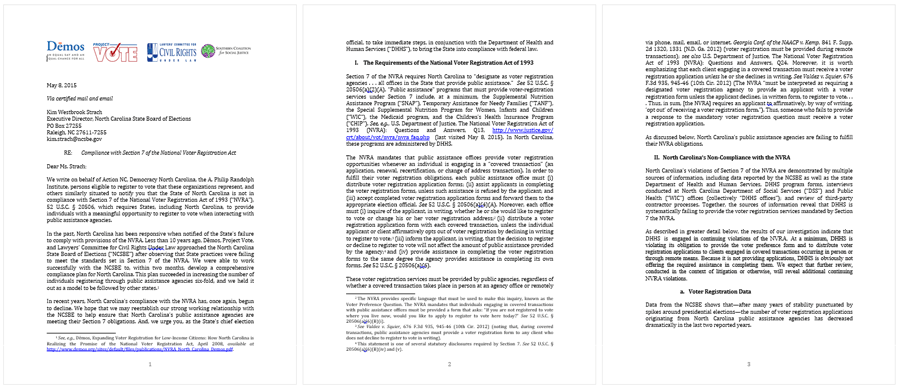 Dēmos
PROJECT VOTE
LAWYERS' COMMITTEE FOR
CIVIL RIGHTS
UNDER LAW
Southern Coalition
for Social Justice
May 8, 2015
Via certified mail and email
Kim Westbrook Strach
Executive Director, North Carolina State Board of Elections
PO Box 27255
Raleigh, NC 27611-7255
kim.strach@ncsbe.gov
RE: Compliance with Section 7 of the National Voter Registration Act
Dear Ms. Strach:
We write on behalf of Action NC, Democracy North Carolina, the A. Philip Randolph
Institute, persons eligible to register to vote that these organizations represent, and
others similarly situated to notify you that the State of North Carolina is not in
compliance with Section 7 of the National Voter Registration Act of 1993 ("NVRA"),
52 U.S.C. § 20506, which requires States, including North Carolina, to provide
individuals with a meaningful opportunity to register to vote when interacting with
public assistance agencies.
In the past, North Carolina has been responsive when notified of the State's failure
to comply with provisions of the NVRA. Less than 10 years ago, Dēmos, Project Vote,
and Lawyers' Committee for Civil Rights Under Law approached the North Carolina
State Board of Elections ("NCSBE") after observing that State practices were failing
to meet the standards set in Section 7 of the NVRA. We were able to work
successfully with the NCSBE to, within two months, develop a comprehensive
compliance plan for North Carolina. This plan succeeded in increasing the number of
individuals registering through public assistance agencies six-fold, and we held it
out as a model to be followed by other states.¹
In recent years, North Carolina's compliance with the NVRA has, once again, begun
to decline. We hope that we may reestablish our strong working relationship with
the NCSBE to help ensure that North Carolina's public assistance agencies are
meeting their Section 7 obligations. And, we urge you, as the State's chief election
¹ See, e.g., Dēmos, Expanding Voter Registration for Low-Income Citizens: How North Carolina is
Realizing the Promise of the National Voter Registration Act, April 2008, available at
http://www.demos.org/sites/default/files/publications/NVRA_North_Carolina_Demos.pdf.
1
official, to take immediate steps, in conjunction with the Department of Health and
Human Services ("DHHS"), to bring the State into compliance with federal law.
I. The Requirements of the National Voter Registration Act of 1993
Section 7 of the NVRA requires North Carolina to "designate as voter registration
agencies . . . all offices in the State that provide public assistance." See 52 U.S.C. §
20506(a)(2)(A). "Public assistance" programs that must provide voter-registration
services under Section 7 include, at a minimum, the Supplemental Nutrition
Assistance Program ("SNAP"), Temporary Assistance for Needy Families ("TANF"),
the Special Supplemental Nutrition Program for Women, Infants and Children
("WIC"), the Medicaid program, and the Children's Health Insurance Program
("CHIP"). See, e.g., U.S. Department of Justice, The National Voter Registration Act of
1993 (NVRA): Questions and Answers, Q13, http://www.justice.gov/
crt/about/vot/nvra/nvra_faq.php (last visited May 8, 2015). In North Carolina,
these programs are administered by DHHS.
The NVRA mandates that public assistance offices provide voter registration
opportunities whenever an individual is engaging in a "covered transaction" (an
application, renewal, recertification, or change of address transaction). In order to
fulfill their voter registration obligations, each public assistance office must (i)
distribute voter registration application forms; (ii) assist applicants in completing
the voter registration forms, unless such assistance is refused by the applicant; and
(iii) accept completed voter registration forms and forward them to the
appropriate election official. See 52 U.S.C. § 20506(a)(4)(A). Moreover, each office
must (i) inquire of the applicant, in writing, whether he or she would like to register
to vote or change his or her voter registration address;² (ii) distribute a voter
registration application form with each covered transaction, unless the individual
applicant or client affirmatively opts out of voter registration by declining in writing
to register to vote;³ (iii) inform the applicant, in writing, that the decision to register
or decline to register to vote will not affect the amount of public assistance provided
by the agency;⁴ and (iv) provide assistance in completing the voter registration
forms to the same degree the agency provides assistance in completing its own
forms. See 52 U.S.C. § 20506(a)(6).
These voter registration services must be provided by public agencies, regardless of
whether a covered transaction takes place in person at an agency office or remotely
² The NVRA provides specific language that must be used to make this inquiry, known as the
Voter Preference Question. The NVRA mandates that individuals engaging in covered transactions
with public assistance offices must be provided a form that asks: "If you are not registered to vote
where you live now, would you like to apply to register to vote here today?" See 52 U.S.C. §
20506(a)(6)(B)(i).
³ See Valdez v. Squier, 676 F.3d 935, 945-46 (10th Cir. 2012) (noting that, during covered
transactions, public assistance agencies must provide a voter registration form to any client who
does not decline to register to vote in writing).
⁴ This statement is one of several statutory disclosures required by Section 7. See 52 U.S.C. §
20506(a)(6)(B)(ii) and (v).
2
via phone, mail, email, or internet. Georgia Conf. of the NAACP v. Kemp, 841 F. Supp.
2d 1320, 1331 (N.D. Ga. 2012) (voter registration must be provided during remote
transactions); see also U.S. Department of Justice, The National Voter Registration
Act of 1993 (NVRA): Questions and Answers, Q24. Moreover, it is worth
emphasizing that each client engaging in a covered transaction must receive a voter
registration application unless he or she declines in writing. See Valdez v. Squier, 676
F.3d 935, 945-46 (10th Cir. 2012) (The NVRA "must be interpreted as requiring a
designated voter registration agency to provide an applicant with a voter
registration form unless the applicant declines, in written form, to register to vote. . .
. Thus, in sum, [the NVRA] requires an applicant to affirmatively, by way of writing,
'opt out' of receiving a voter registration form."). Thus, someone who fails to provide
a response to the mandatory voter registration question must receive a voter
registration application.
As discussed below, North Carolina's public assistance agencies are failing to fulfill
their NVRA obligations.
II. North Carolina's Non-Compliance with the NVRA
North Carolina's violations of Section 7 of the NVRA are demonstrated by multiple
sources of information, including data reported by the NCSBE as well as the state
Department of Health and Human Services, DHHS program forms, interviews
conducted at North Carolina Department of Social Services ("DSS") and Public
Health ("WIC") offices (collectively "DHHS offices"), and review of third-party
contractor processes. Together, the sources of information reveal that DHHS is
systematically failing to provide the voter registration services mandated by Section
7 the NVRA.
As described in greater detail below, the results of our investigation indicate that
DHHS is engaged in continuing violations of the NVRA. At a minimum, DHHS is
violating its obligation to provide the voter preference form and to distribute voter
registration applications to clients engaged in covered transactions occurring in person or
through remote means. Because it is not providing applications, DHHS is obviously not
offering the required assistance in completing them. We expect that further review,
conducted in the context of litigation or otherwise, will reveal additional continuing
NVRA violations.
a. Voter Registration Data
Data from the NCSBE shows that—after many years of stability punctuated by
spikes around presidential elections—the number of voter registration applications
originating from North Carolina public assistance agencies has decreased
dramatically in the last two reported years.
3